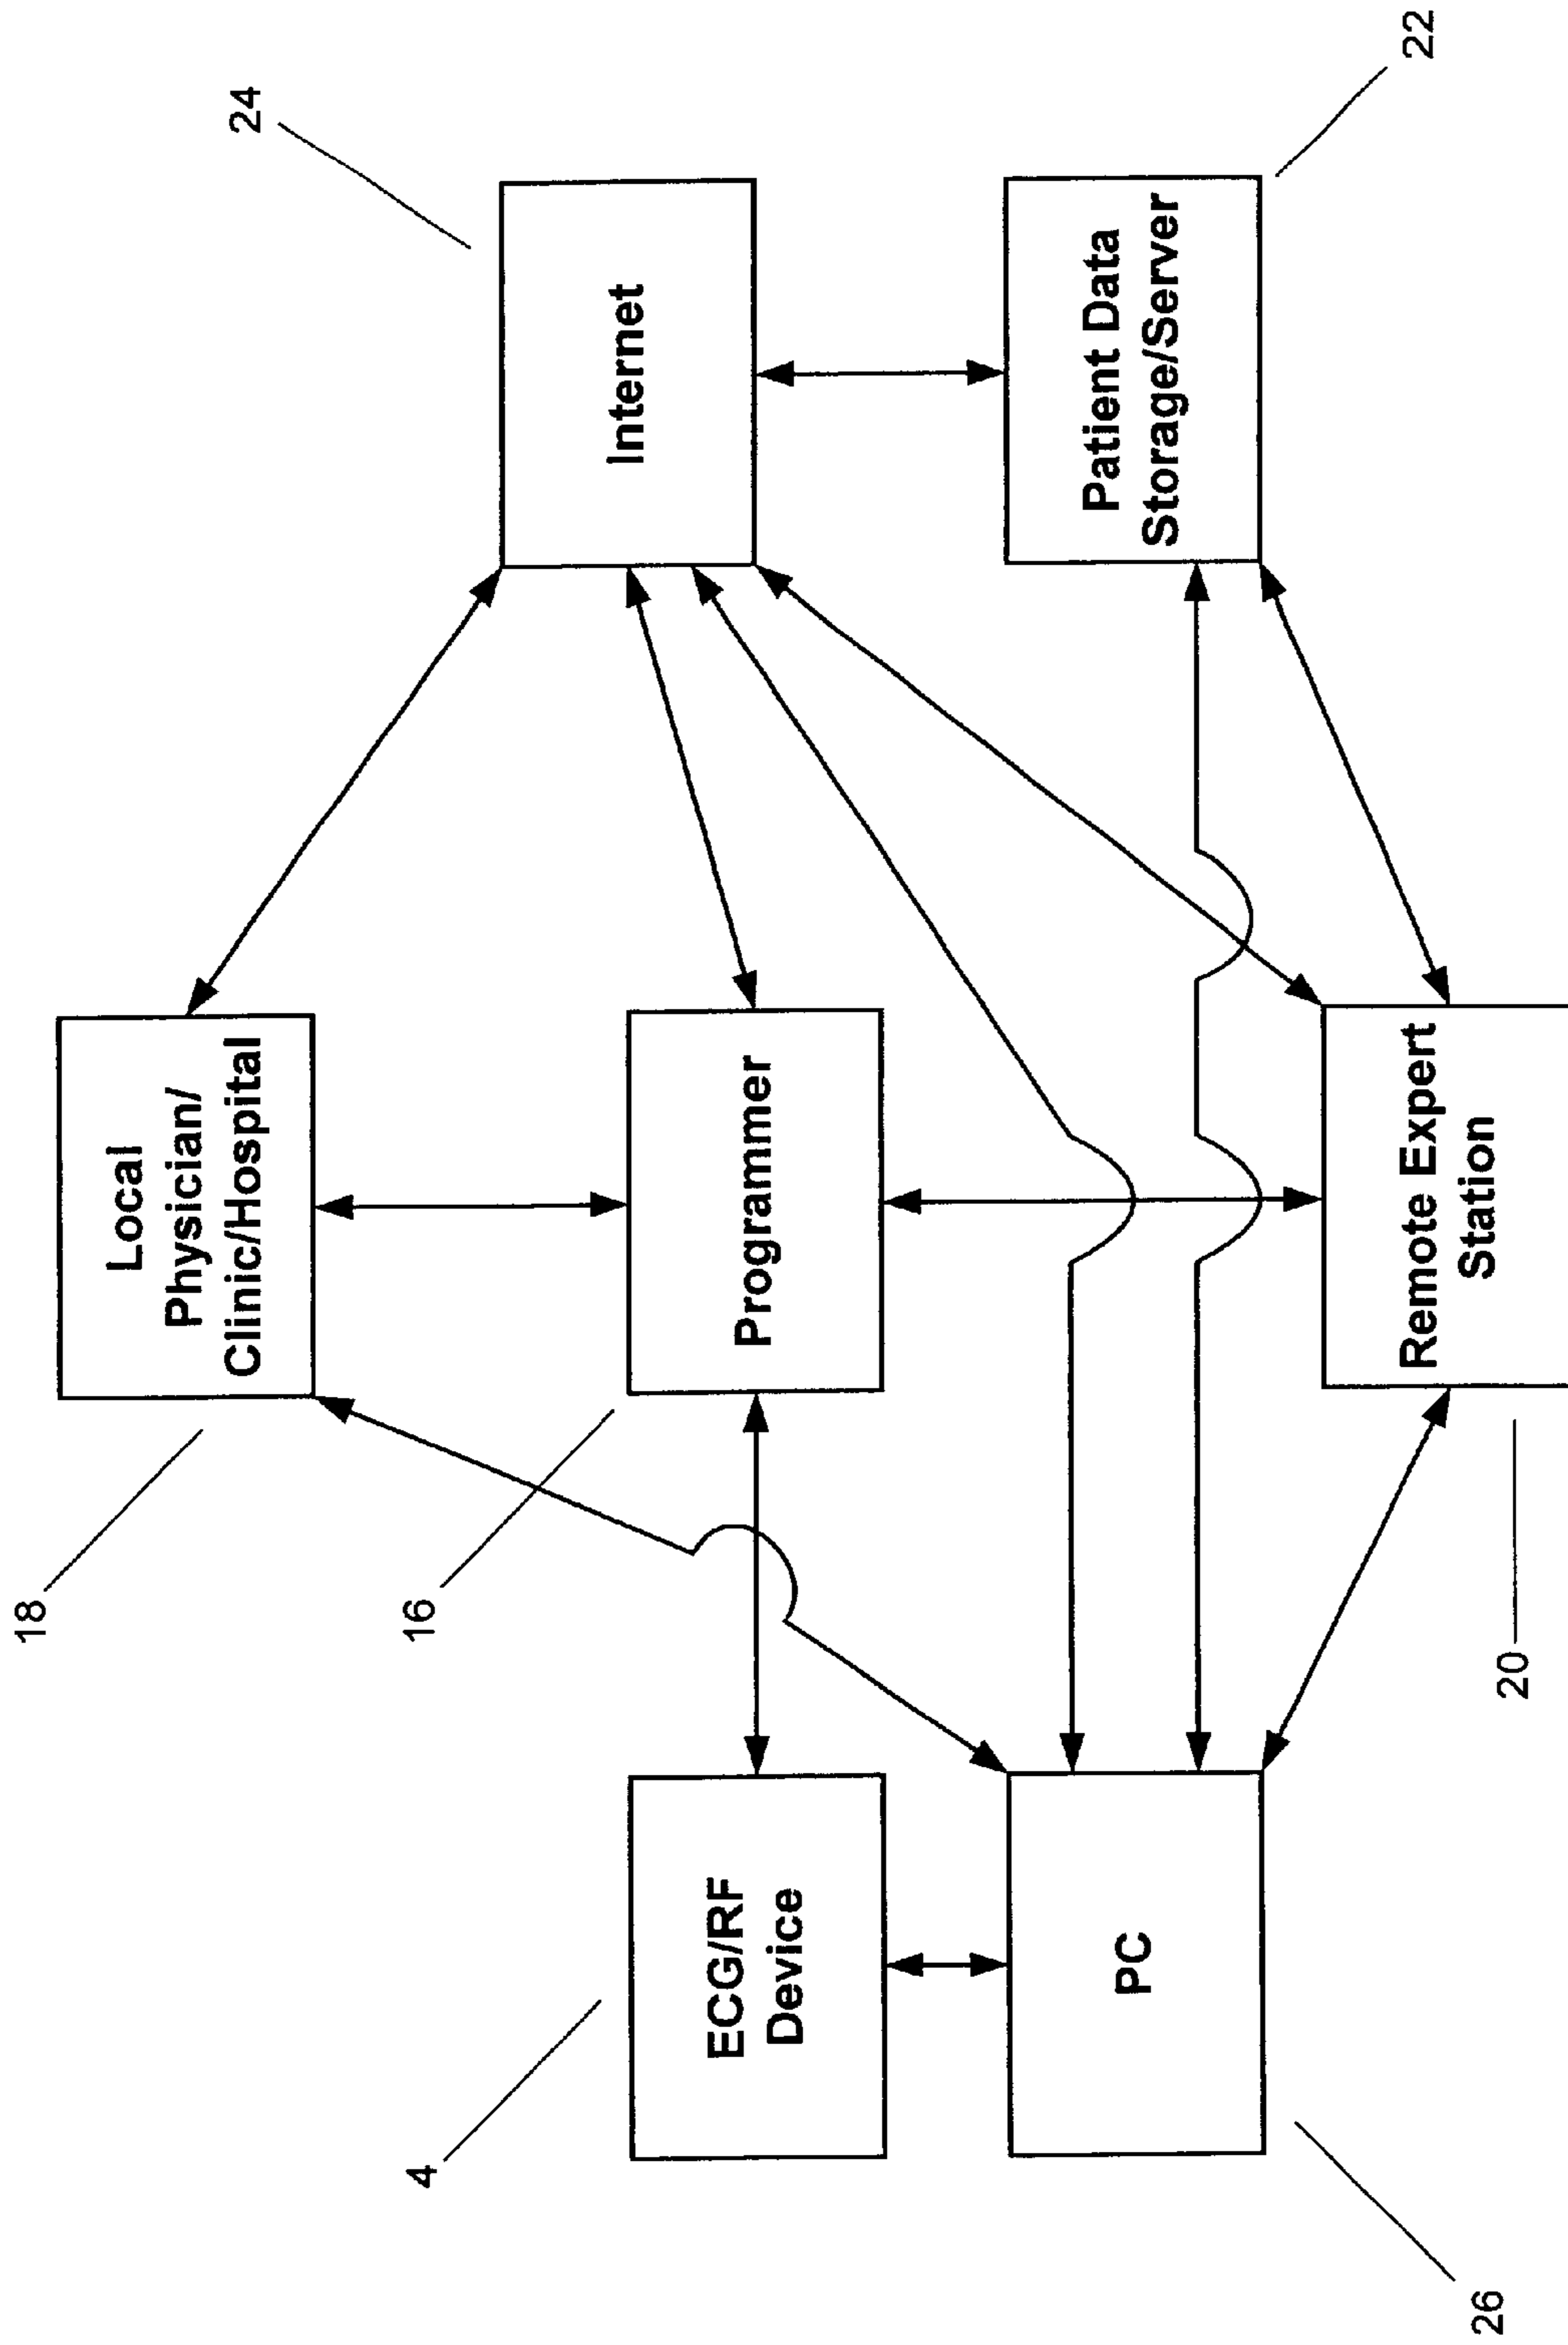 18
Local
Physician/
Clinic/Hospital
24
16
Programmer
Internet
4
ECG/RF
Device
PC
26
Patient Data
Storage/Server
22
20
Remote Expert
Station